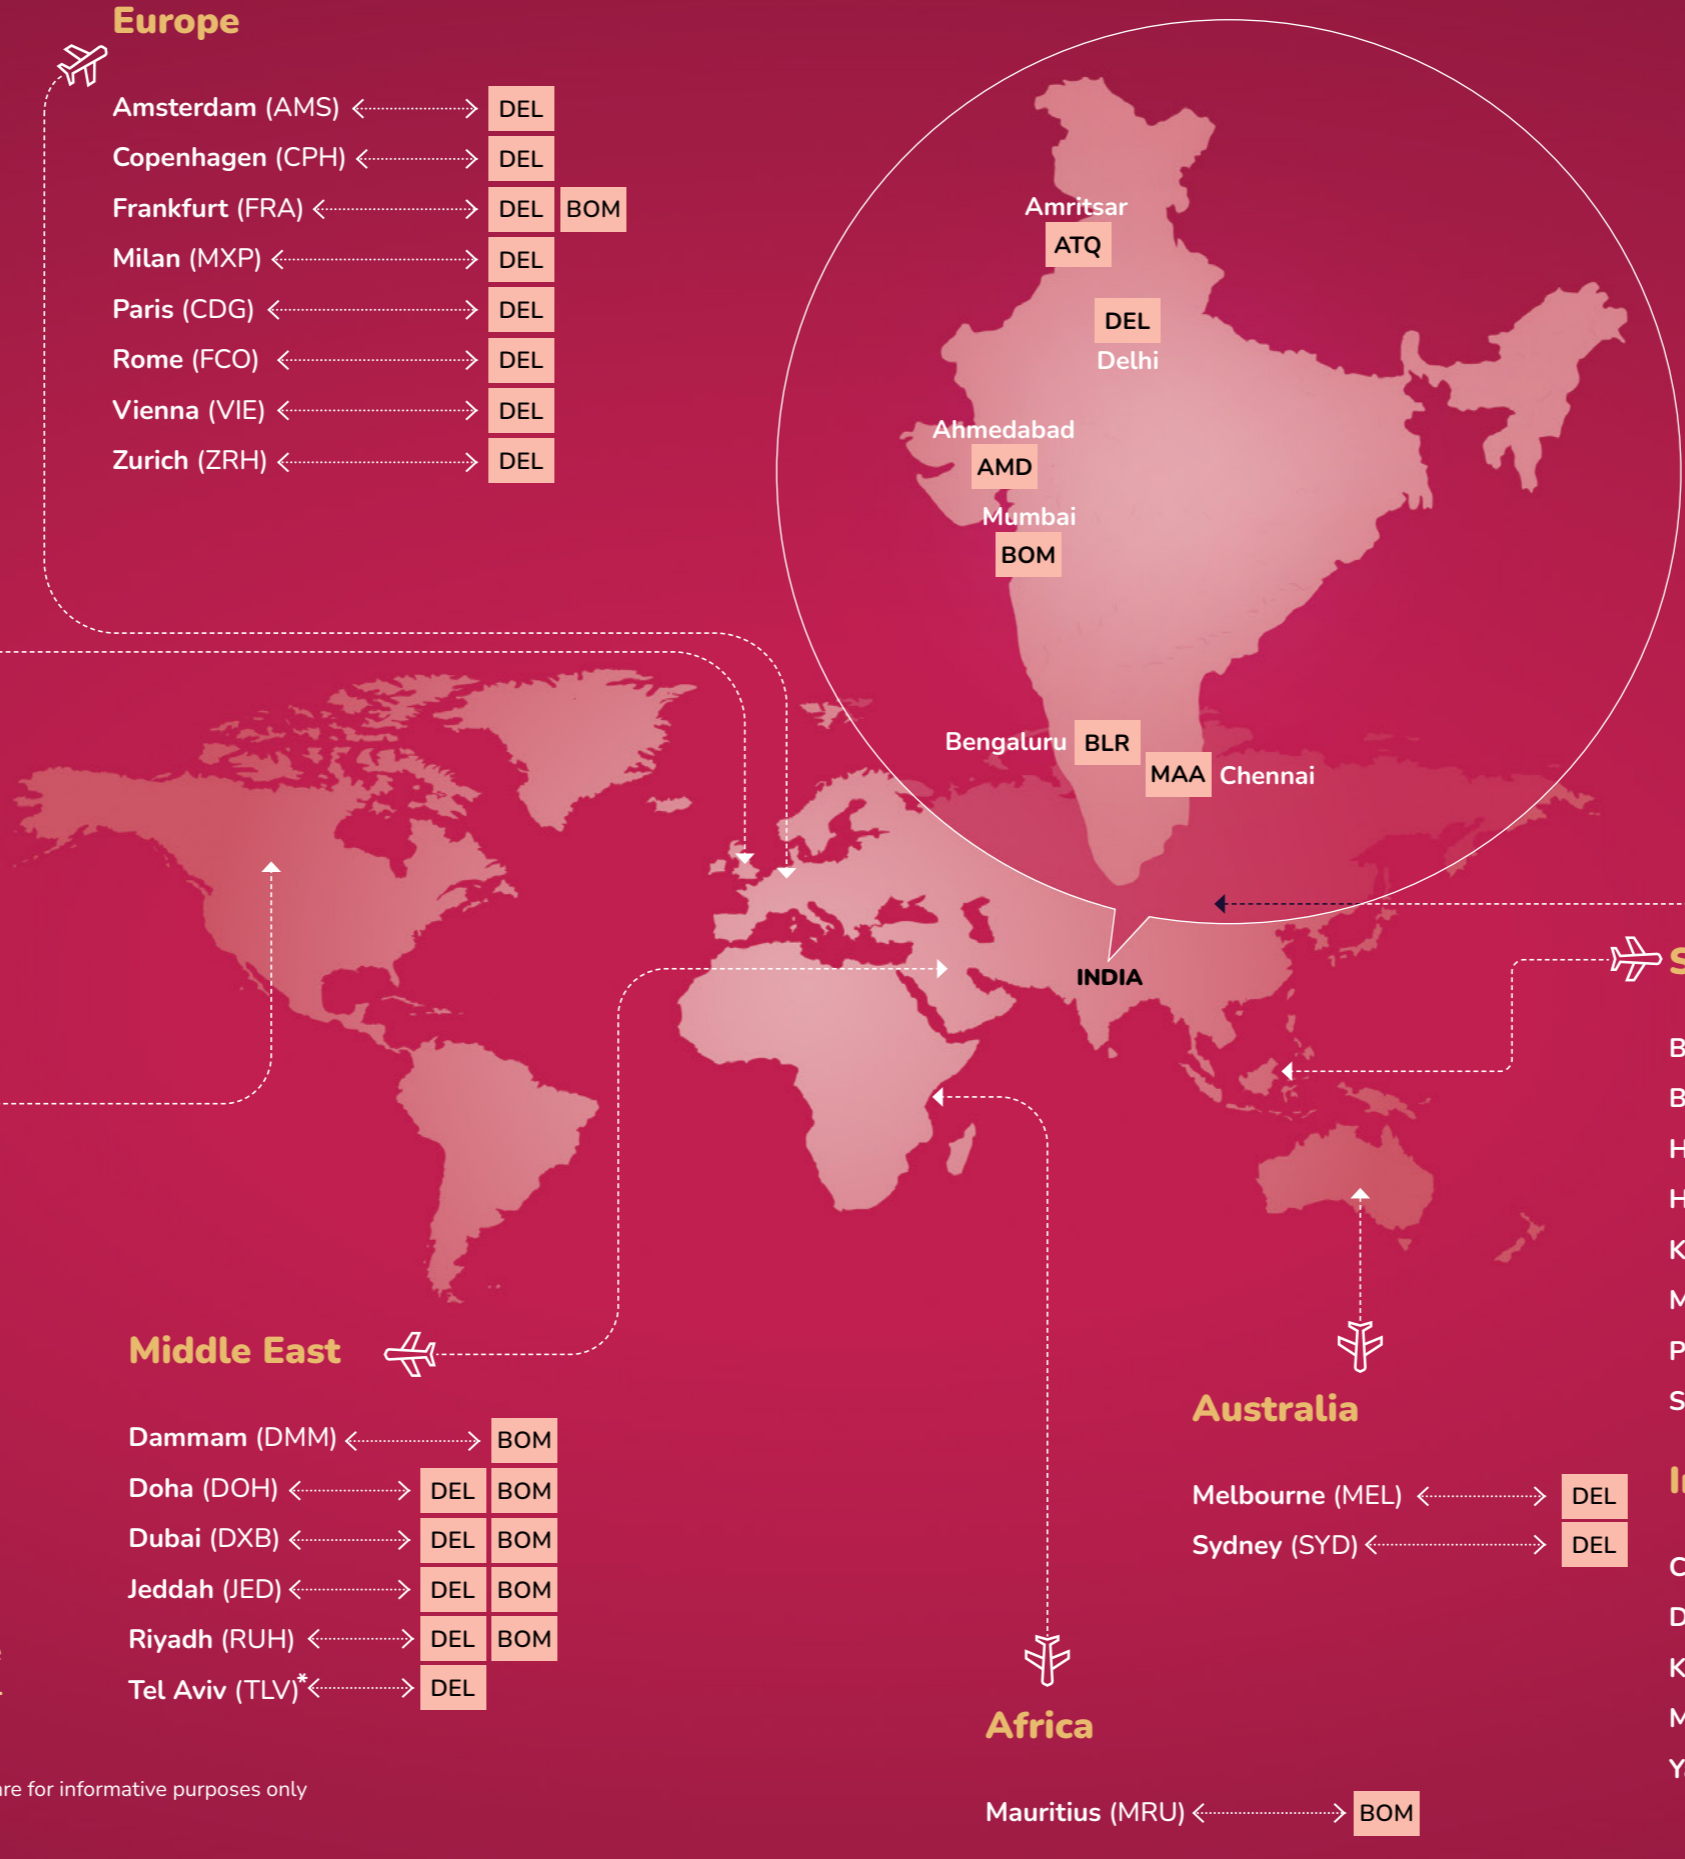 Europe
Amsterdam (AMS) DEL
Copenhagen (CPH) DEL
Frankfurt (FRA) DEL BOM
Milan (MXP) DEL
Paris (CDG) DEL
Rome (FCO) DEL
Vienna (VIE) DEL
Zurich (ZRH) DEL
Amritsar
ATQ
DEL
Delhi
Ahmedabad
AMD
Mumbai
BOM
Bengaluru BLR
MAA Chennai
INDIA
Middle East
Dammam (DMM) BOM
Doha (DOH) DEL BOM
Dubai (DXB) DEL BOM
Jeddah (JED) DEL BOM
Riyadh (RUH) DEL BOM
Tel Aviv (TLV)* DEL
Australia
Melbourne (MEL) DEL
Sydney (SYD) DEL
Africa
Mauritius (MRU) BOM
are for informative purposes only
S
B
B
H
H
K
M
P
S
C
D
K
M
Y